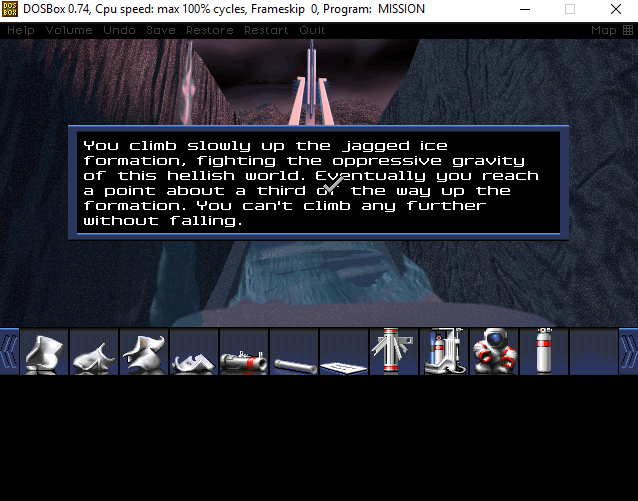 DOSBox 0.74, Cpu speed: max 100% cycles, Frameskip 0, Program: MISSION
Help Volume Undo Save Restore Restart Quit Map
You climb slowly up the jagged ice
formation, fighting the oppressive gravity
of this hellish world. Eventually you reach
a point about a third of the way up the
formation. You can't climb any further
without falling.